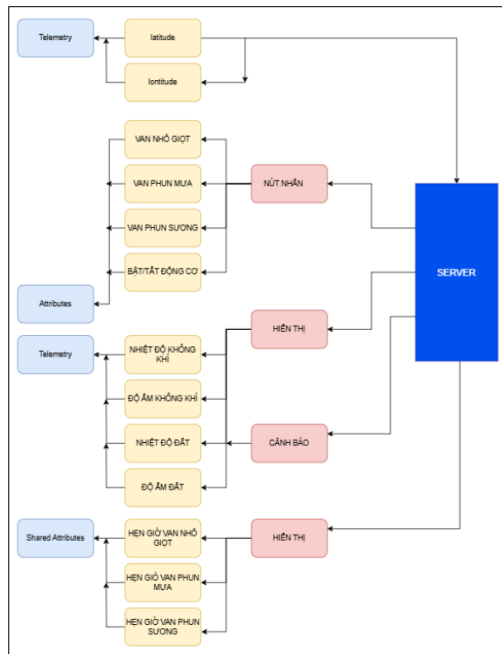 Telemetry
latitude
lontitude
VAN NHỎ GIỌT
VAN PHUN MƯA
NÚT NHẤN
VAN PHUN SƯƠNG
BẬT/TẮT ĐỘNG CƠ
SERVER
Attributes
HIỂN THỊ
Telemetry
NHIỆT ĐỘ KHÔNG
KHÍ
ĐỘ ẨM KHÔNG KHÍ
NHIỆT ĐỘ ĐẤT
CẢNH BÁO
ĐỘ ẨM ĐẤT
Shared Attributes
HẸN GIỜ VAN NHỎ
GIỌT
HIỂN THỊ
HẸN GIỜ VAN PHUN
MƯA
HẸN GIỜ VAN PHUN
SƯƠNG